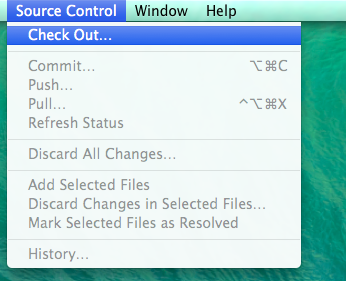 Source Control Window Help
Check Out...
Commit... ⌥⌘C
Push...
Pull... ^⌥⌘X
Refresh Status
Discard All Changes...
Add Selected Files
Discard Changes in Selected Files...
Mark Selected Files as Resolved
History...